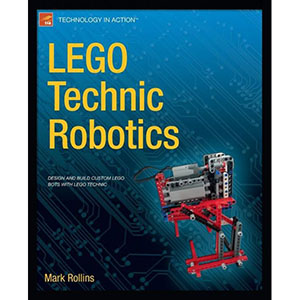 TECHNOLOGY IN ACTION™
LEGO
Technic
Robotics
DESIGN AND BUILD CUSTOM LEGO
BOTS WITH LEGO TECHNIC
Mark Rollins